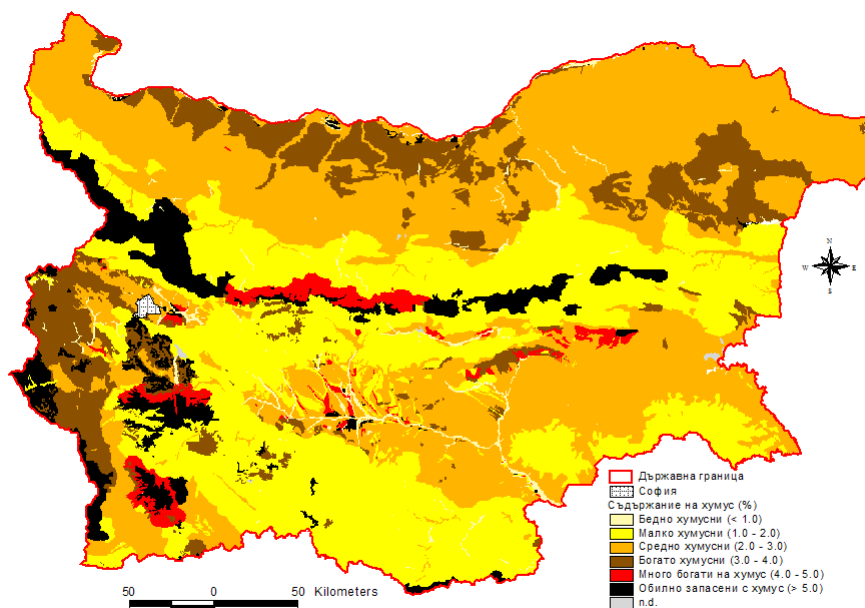 N
W E
S
Държавна граница
София
Съдържание на хумус (%)
Бедно хумусни (< 1.0)
Малко хумусни (1.0 - 2.0)
Средно хумусни (2.0 - 3.0)
Богато хумусни (3.0 - 4.0)
Много богати на хумус (4.0 - 5.0)
Обилно запасени с хумус (> 5.0)
n.d.
50 0 50 Kilometers